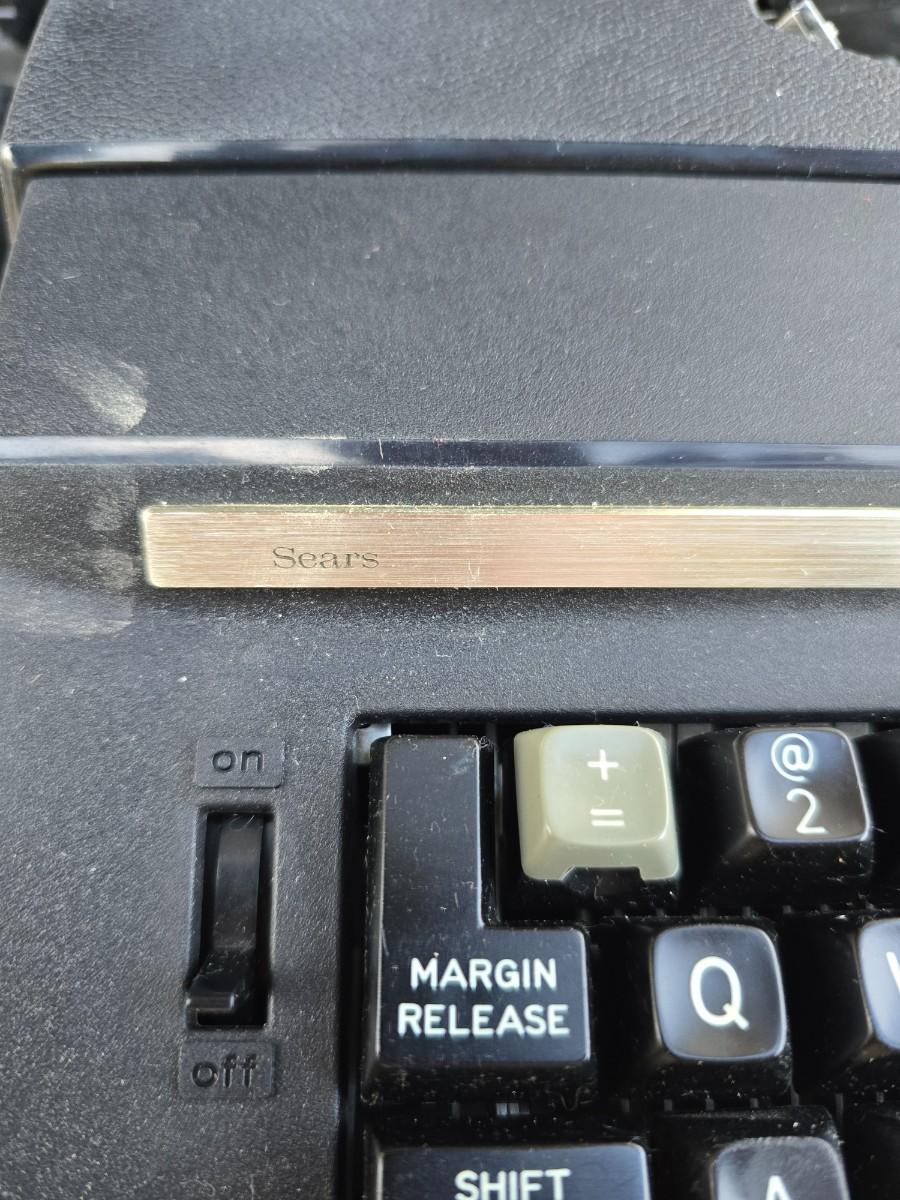 Sears
on
+
=
@
2
MARGIN
RELEASE
Q
off
SHIFT
A